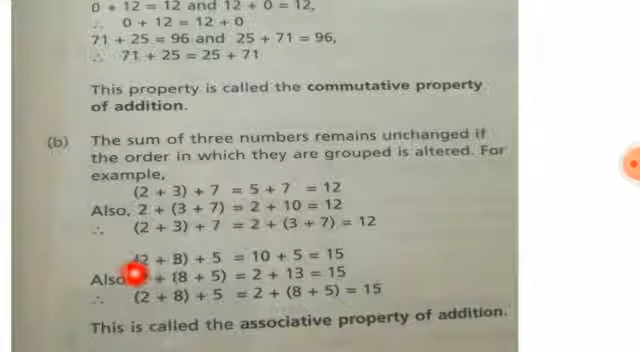 0 + 12 = 12 and 12 + 0 = 12,
∴ 0 + 12 = 12 + 0
71 + 25 = 96 and 25 + 71 = 96,
∴ 71 + 25 = 25 + 71
This property is called the commutative property
of addition.
(b) The sum of three numbers remains unchanged if
the order in which they are grouped is altered. For
example,
(2 + 3) + 7 = 5 + 7 = 12
Also, 2 + (3 + 7) = 2 + 10 = 12
∴ (2 + 3) + 7 = 2 + (3 + 7) = 12
(2 + 8) + 5 = 10 + 5 = 15
Also + (8 + 5) = 2 + 13 = 15
∴ (2 + 8) + 5 = 2 + (8 + 5) = 15
This is called the associative property of addition.